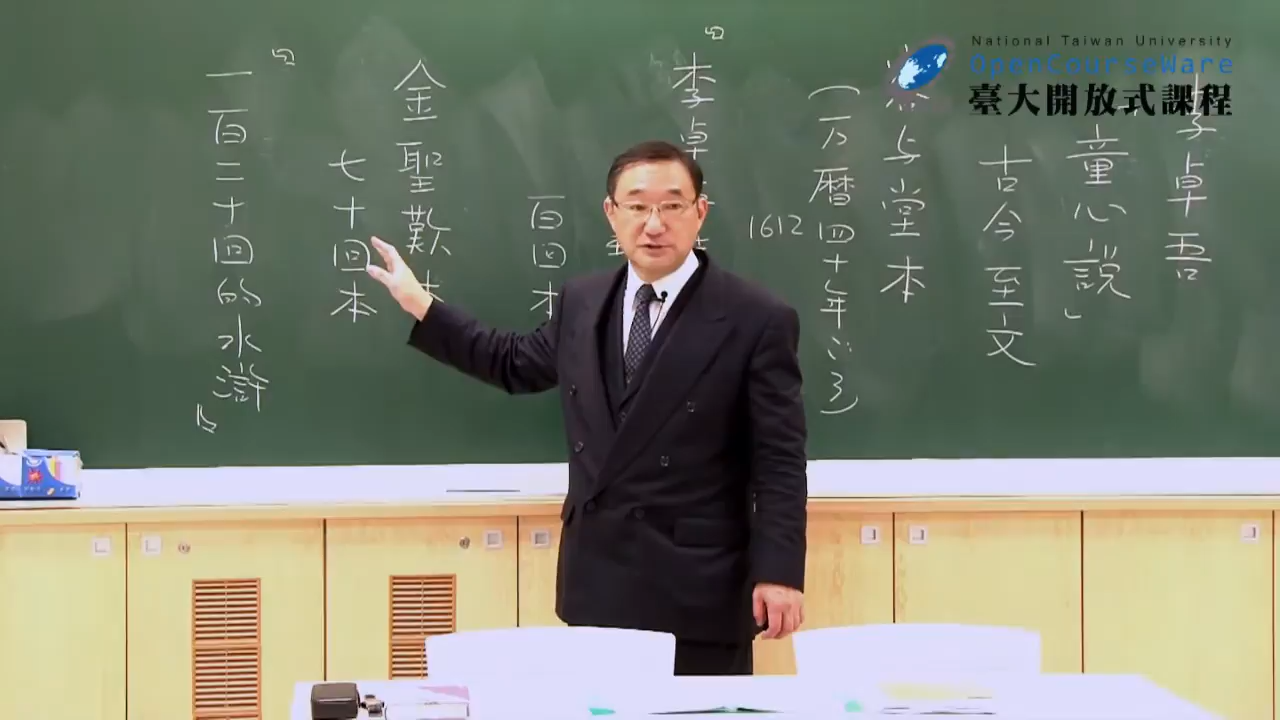 National Taiwan University
OpenCourseWare
臺大開放式課程
李卓吾
童心説」
古今至文
与堂本
(万暦四十年ごろ)
1612
『李卓
百回本
金聖歎本
七十回本
『一百二十回的水滸』